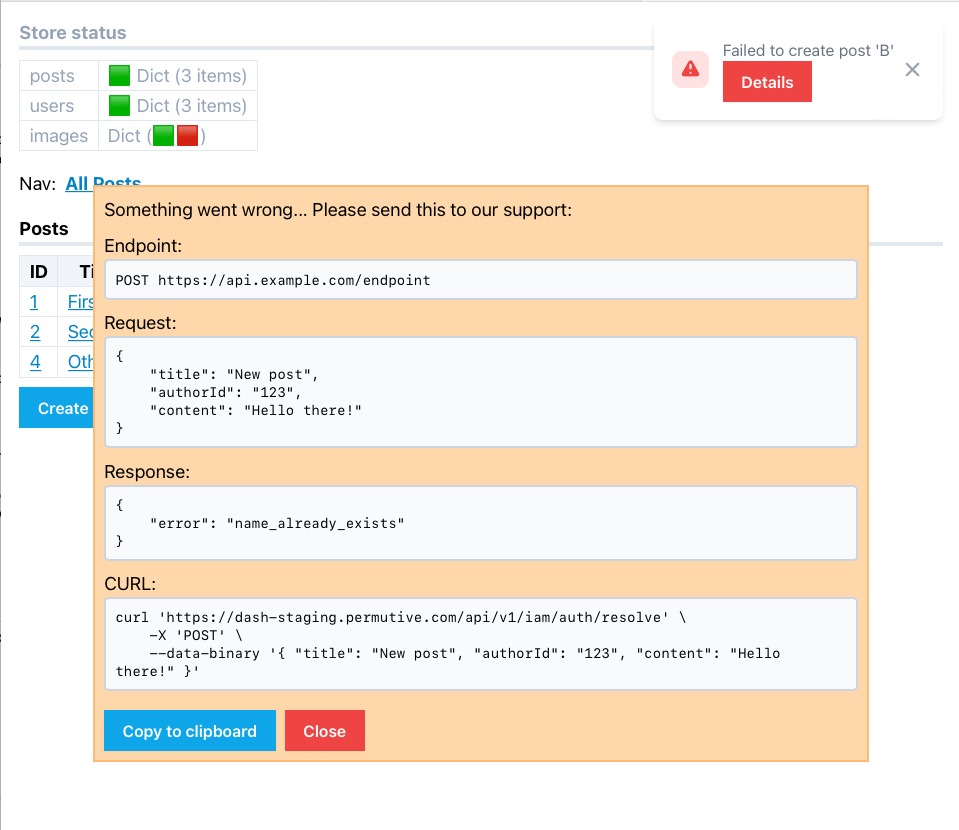 Store status
posts Dict (3 items)
users Dict (3 items)
images Dict ( )
Failed to create post 'B'
Details
Nav: All Posts
Posts
ID
1
2
4
Create
Something went wrong... Please send this to our support:
Endpoint:
POST https://api.example.com/endpoint
Request:
{
    "title": "New post",
    "authorId": "123",
    "content": "Hello there!"
}
Response:
{
    "error": "name_already_exists"
}
CURL:
curl 'https://dash-staging.permutive.com/api/v1/iam/auth/resolve' \
    -X 'POST' \
    --data-binary '{ "title": "New post", "authorId": "123", "content": "Hello
there!" }'
Copy to clipboard
Close